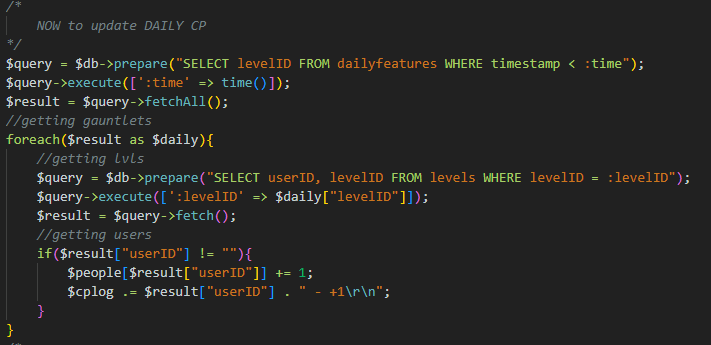 /*
    NOW to update DAILY CP
*/
$query = $db->prepare("SELECT levelID FROM dailyfeatures WHERE timestamp < :time");
$query->execute([':time' => time()]);
$result = $query->fetchAll();
//getting gauntlets
foreach($result as $daily){
    //getting lvls
    $query = $db->prepare("SELECT userID, levelID FROM levels WHERE levelID = :levelID");
    $query->execute([':levelID' => $daily["levelID"]]);
    $result = $query->fetch();
    //getting users
    if($result["userID"] != ""){
        $people[$result["userID"]] += 1;
        $cplog .= $result["userID"] . " - +1\r\n";
    }
}